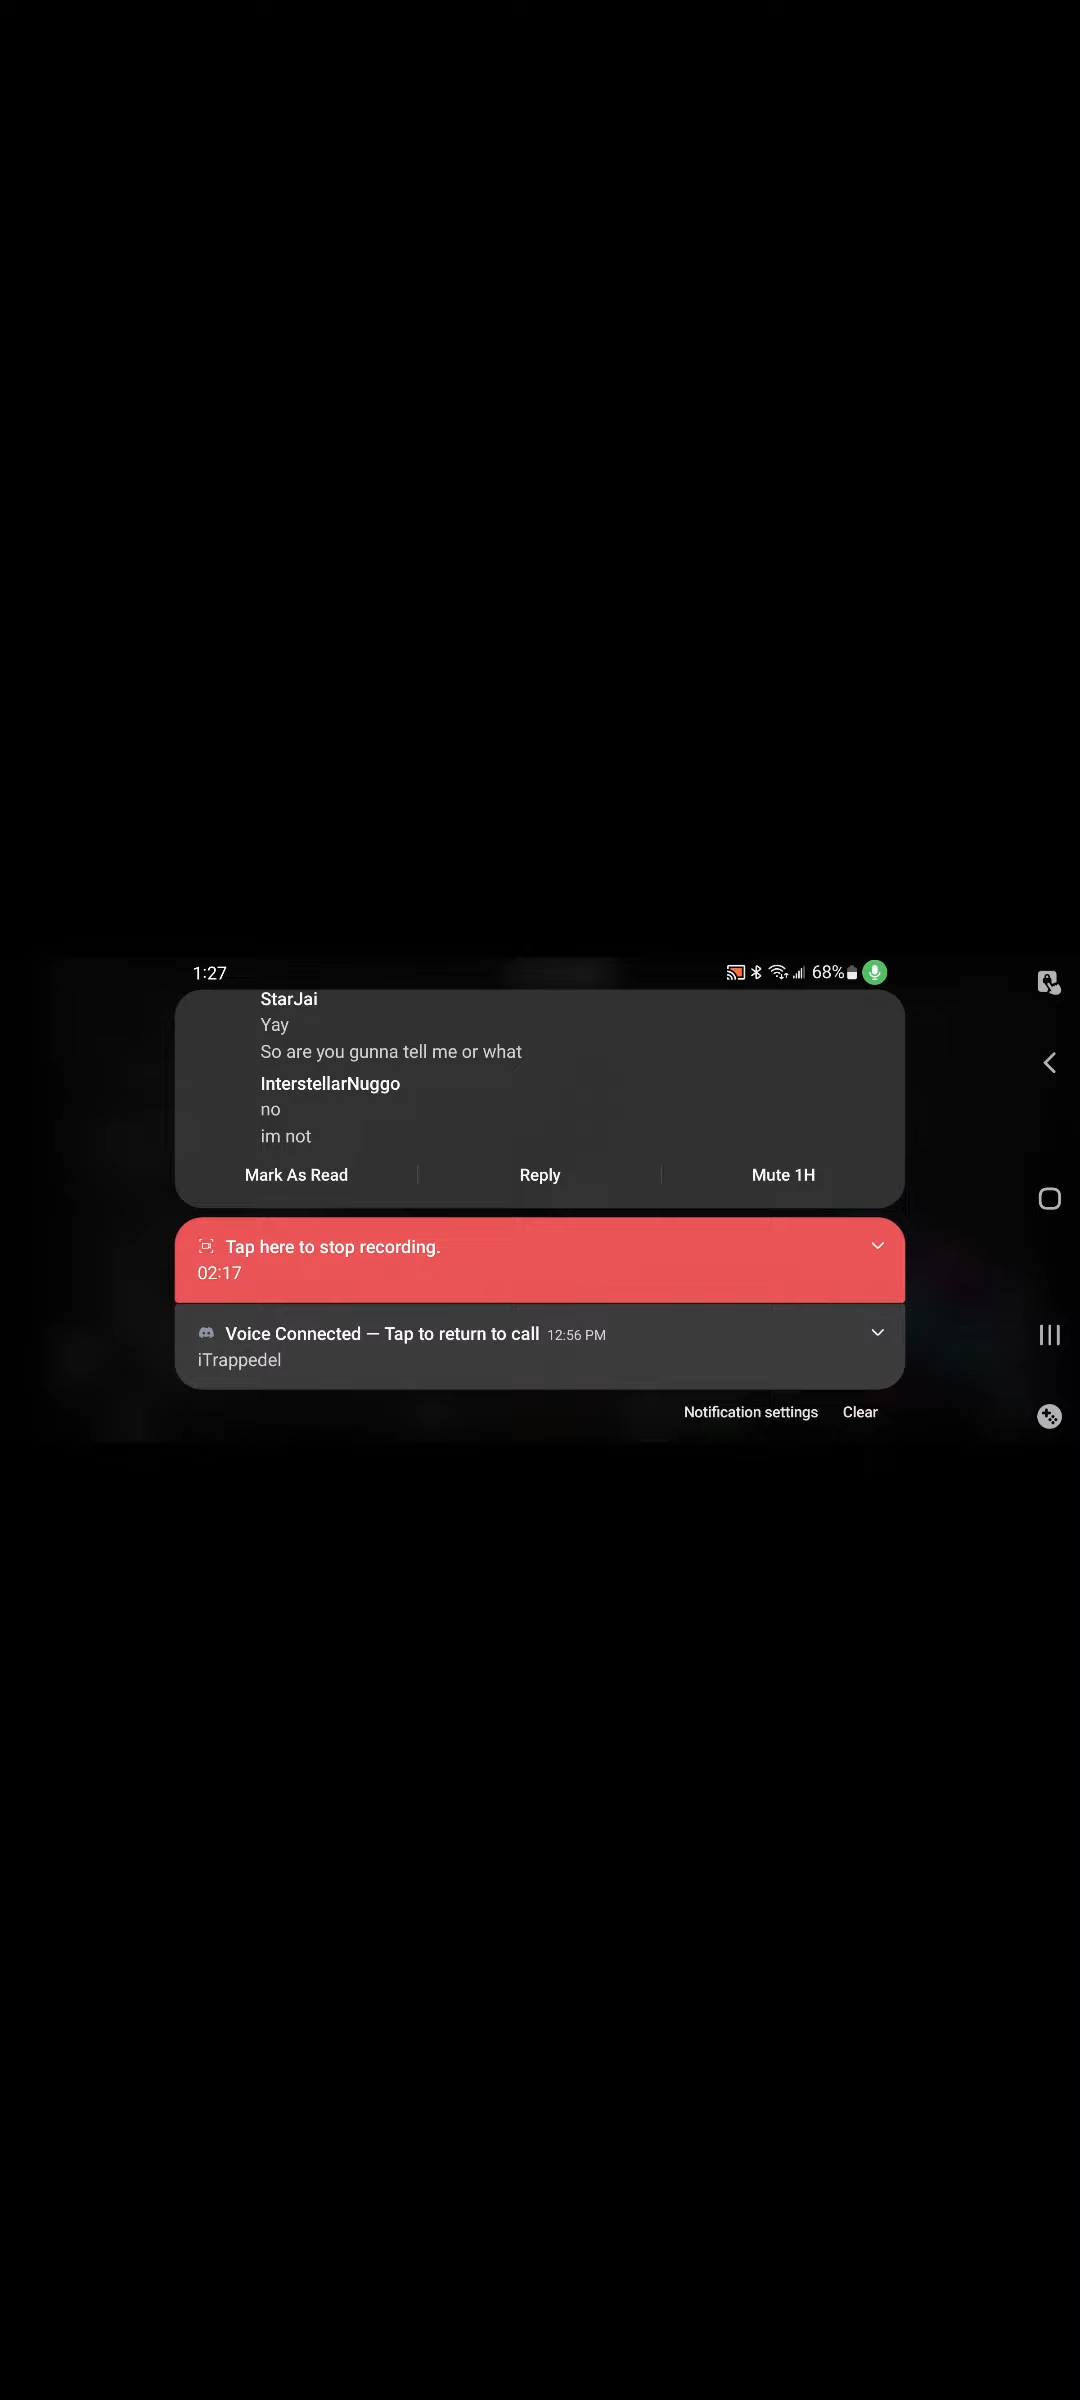 1:27
68%
StarJai
Yay
So are you gunna tell me or what
InterstellarNuggo
no
im not
Mark As Read
Reply
Mute 1H
Tap here to stop recording.
02:17
Voice Connected — Tap to return to call 12:56 PM
iTrappedel
Notification settings
Clear